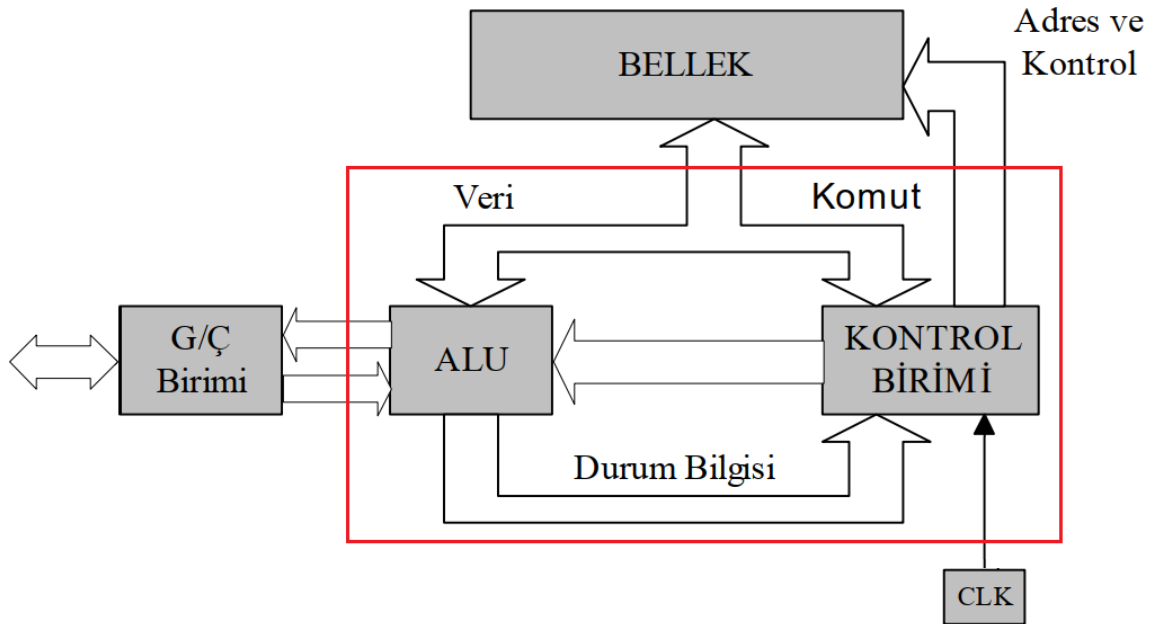 Adres ve
Kontrol
BELLEK
Veri
Komut
G/Ç
Birimi
ALU
KONTROL
BİRİMİ
Durum Bilgisi
CLK